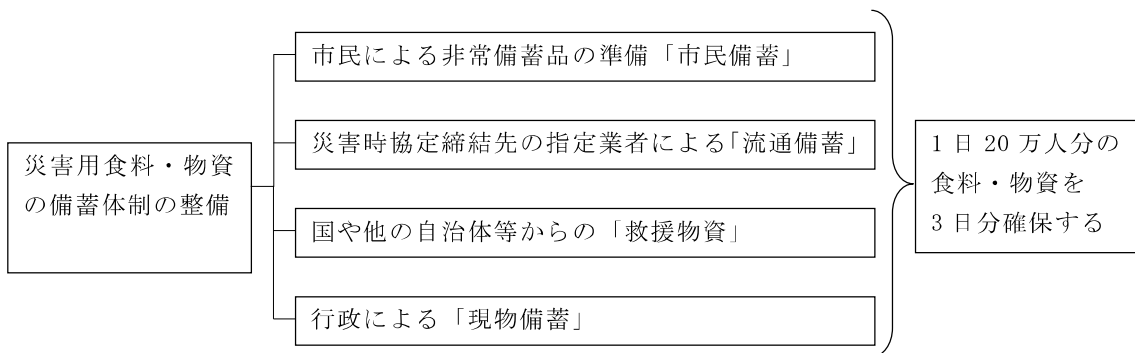 災害用食料・物資
の備蓄体制の整備
市民による非常備蓄品の準備「市民備蓄」
災害時協定締結先の指定業者による「流通備蓄」
国や他の自治体等からの「救援物資」
行政による「現物備蓄」
1日20万人分の
食料・物資を
3日分確保する